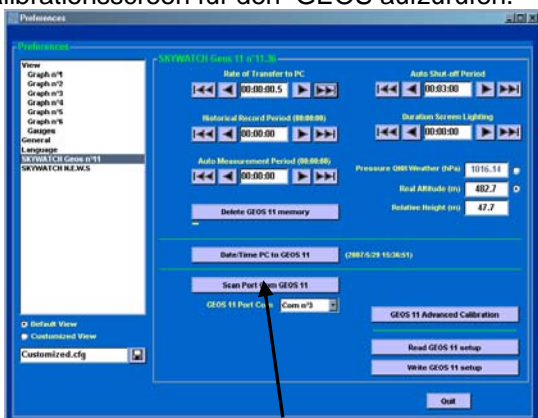 alibrationsscreen für den GEOS aufzurufen.
Preferences
Preferences
View
Graph n°1
Graph n°2
Graph n°3
Graph n°4
Graph n°5
Graph n°6
Gauges
General
Language
SKYWATCH Geos n°11
SKYWATCH N.E.W.S
Default View
Customized View
Customized.cfg
SKYWATCH Geos 11 n°11.36
Rate of Transfer to PC
00:00:00.5
Historical Record Period (00:00:00)
00:00:00
Auto Measurement Period (00:00:00)
00:00:00
Delete GEOS 11 memory
Auto Shut-off Period
00:03:00
Duration Screen Lighting
00:00:00
Pressure QNH Weather (hPa) 1016.14
Real Altitude (m) 482.7
Relative Height (m) 47.7
Date/Time PC to GEOS 11 (2007/5/29 15:36:51)
Scan Port Com GEOS 11
GEOS 11 Port Com Com n°3
GEOS 11 Advanced Calibration
Read GEOS 11 setup
Write GEOS 11 setup
Quit